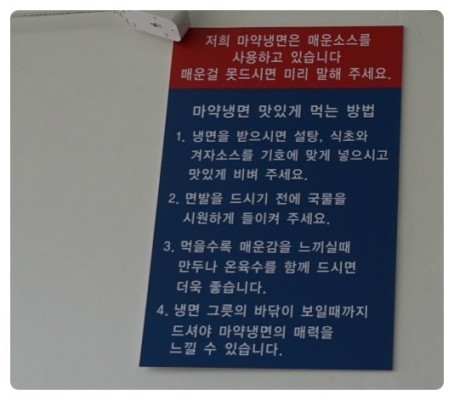 저희 마약냉면은 매운소스를
사용하고 있습니다
매운걸 못드시면 미리 말해 주세요.
마약냉면 맛있게 먹는 방법
1. 냉면을 받으시면 설탕, 식초와
겨자소스를 기호에 맞게 넣으시고
맛있게 비벼 주세요.
2. 면발을 드시기 전에 국물을
시원하게 들이켜 주세요.
3. 먹을수록 매운감을 느끼실때
만두나 온육수를 함께 드시면
더욱 좋습니다.
4. 냉면 그릇의 바닦이 보일때까지
드셔야 마약냉면의 매력을
느낄 수 있습니다.